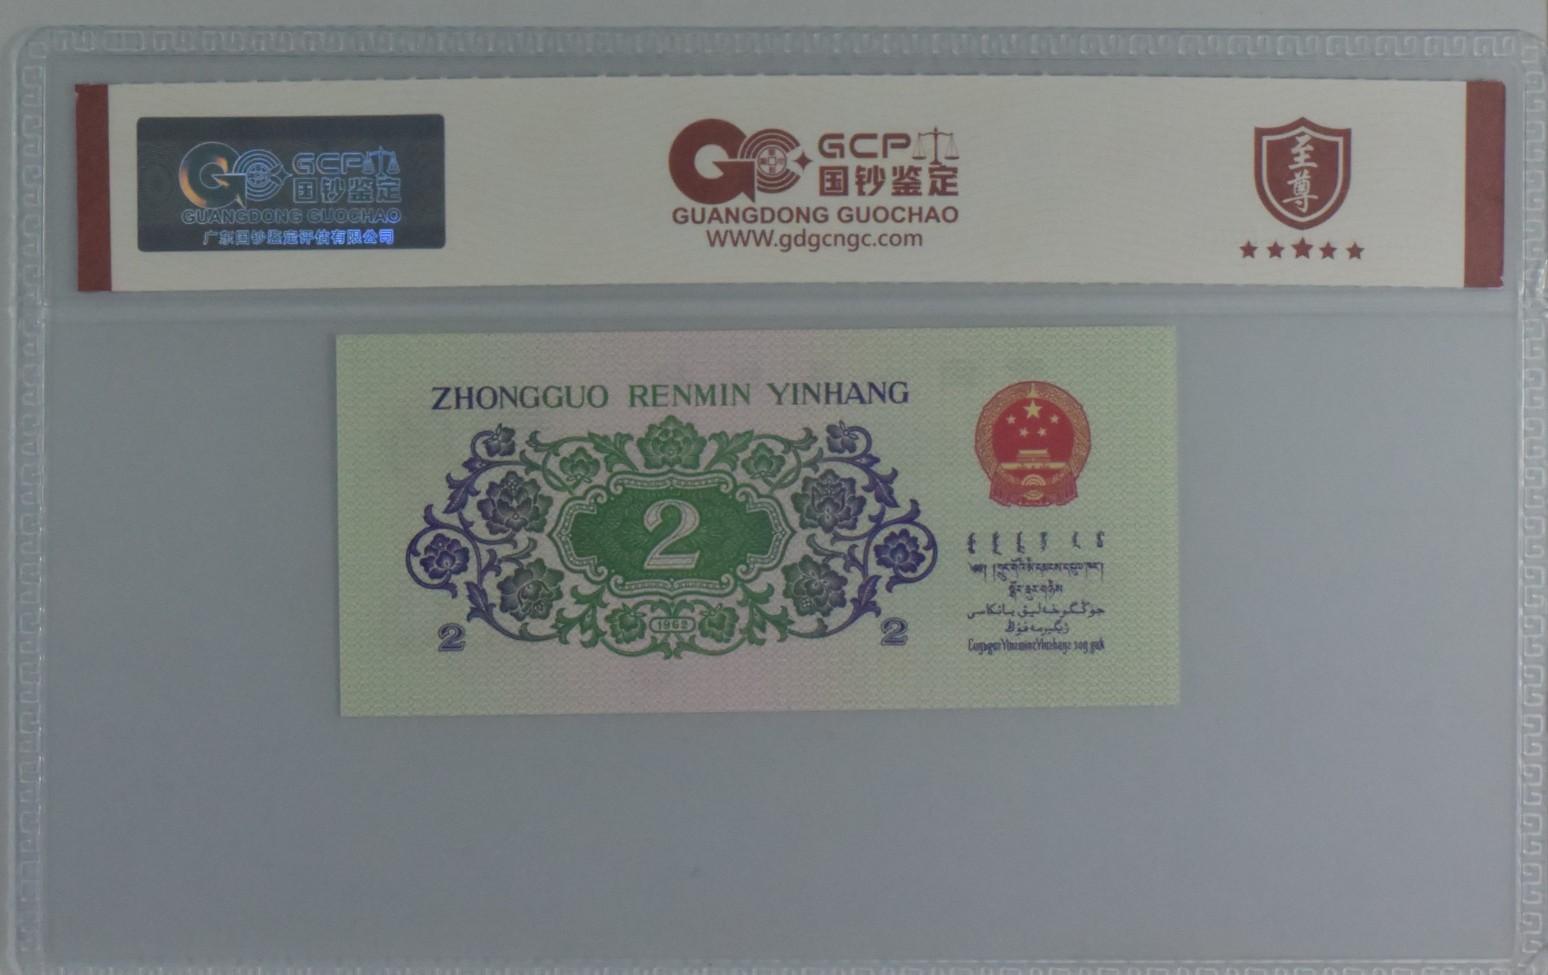 GCP
国钞鉴定
GUANGDONG GUOCHAO
广东国钞鉴定评估有限公司
GCP
国钞鉴定
GUANGDONG GUOCHAO
WWW.gdgcngc.com
至尊
ZHONGGUO RENMIN YINHANG
2
1962
2
2
جۇڭگوخەلىق بانكاسى